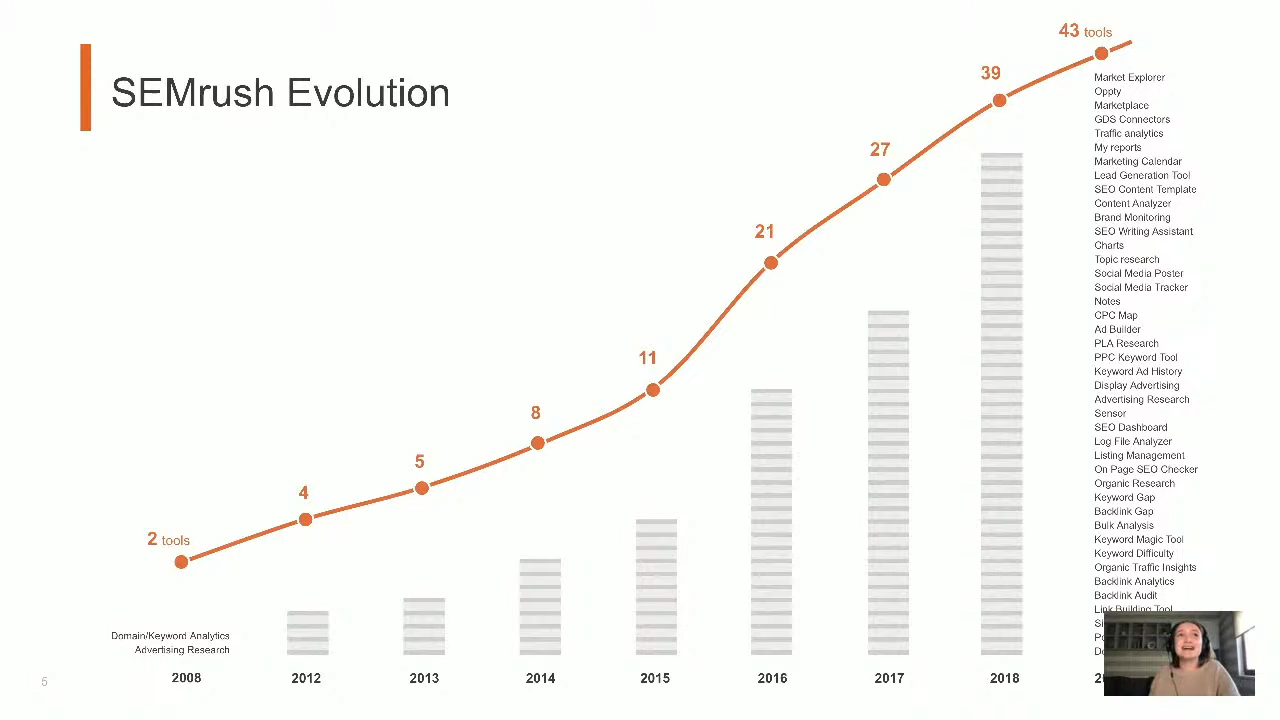 SEMrush Evolution
43 tools
39
27
21
11
8
5
4
2 tools
Market Explorer
Oppty
Marketplace
GDS Connectors
Traffic analytics
My reports
Marketing Calendar
Lead Generation Tool
SEO Content Template
Content Analyzer
Brand Monitoring
SEO Writing Assistant
Charts
Topic research
Social Media Poster
Social Media Tracker
Notes
CPC Map
Ad Builder
PLA Research
PPC Keyword Tool
Keyword Ad History
Display Advertising
Advertising Research
Sensor
SEO Dashboard
Log File Analyzer
Listing Management
On Page SEO Checker
Organic Research
Keyword Gap
Backlink Gap
Bulk Analysis
Keyword Magic Tool
Keyword Difficulty
Organic Traffic Insights
Backlink Analytics
Backlink Audit
Link Building Tool
Domain/Keyword Analytics
Advertising Research
2008
2012
2013
2014
2015
2016
2017
2018
5